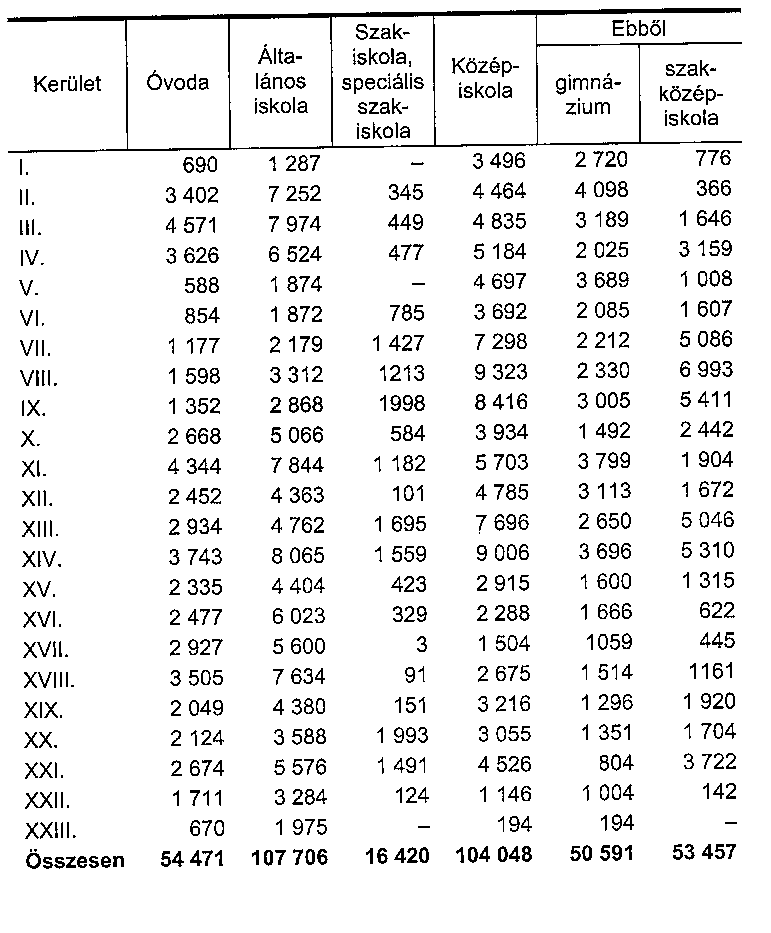 Kerület Óvoda Álta-lános iskola Szak-iskola, speciális szak-iskola Közép-iskola Ebből gimná-zium szak-közép-iskola
I. 690 1 287 – 3 496 2 720 776
II. 3 402 7 252 345 4 464 4 098 366
III. 4 571 7 974 449 4 835 3 189 1 646
IV. 3 626 6 524 477 5 184 2 025 3 159
V. 588 1 874 – 4 697 3 689 1 008
VI. 854 1 872 785 3 692 2 085 1 607
VII. 1 177 2 179 1 427 7 298 2 212 5 086
VIII. 1 598 3 312 1213 9 323 2 330 6 993
IX. 1 352 2 868 1998 8 416 3 005 5 411
X. 2 668 5 066 584 3 934 1 492 2 442
XI. 4 344 7 844 1 182 5 703 3 799 1 904
XII. 2 452 4 363 101 4 785 3 113 1 672
XIII. 2 934 4 762 1 695 7 696 2 650 5 046
XIV. 3 743 8 065 1 559 9 006 3 696 5 310
XV. 2 335 4 404 423 2 915 1 600 1 315
XVI. 2 477 6 023 329 2 288 1 666 622
XVII. 2 927 5 600 3 1 504 1059 445
XVIII. 3 505 7 634 91 2 675 1 514 1161
XIX. 2 049 4 380 151 3 216 1 296 1 920
XX. 2 124 3 588 1 993 3 055 1 351 1 704
XXI. 2 674 5 576 1 491 4 526 804 3 722
XXII. 1 711 3 284 124 1 146 1 004 142
XXIII. 670 1 975 – 194 194 –
Összesen 54 471 107 706 16 420 104 048 50 591 53 457